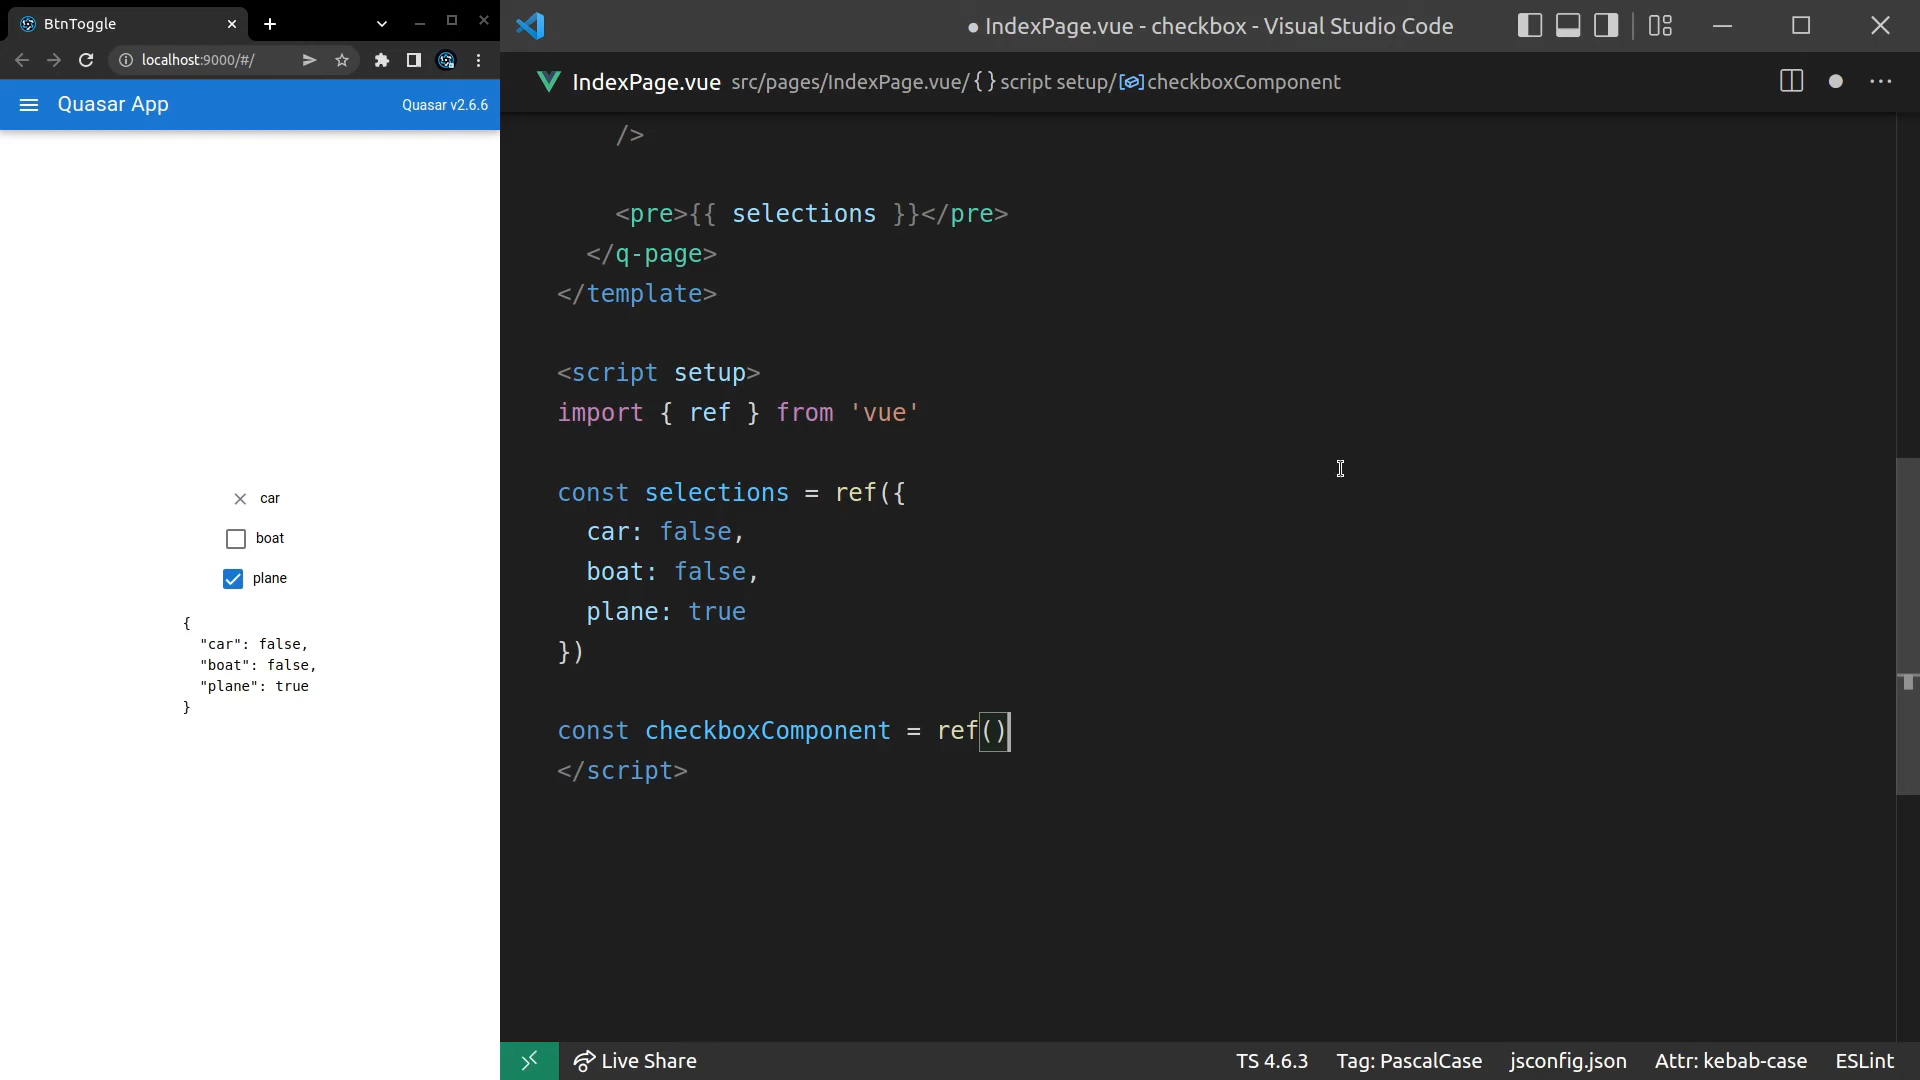 BtnToggle
localhost:9000/#/
Quasar App
Quasar v2.6.6
car
boat
plane
{
  "car": false,
  "boat": false,
  "plane": true
}
● IndexPage.vue - checkbox - Visual Studio Code
IndexPage.vue src/pages/IndexPage.vue/{} script setup/checkboxComponent
/>
<pre>{{ selections }}</pre>
</q-page>
</template>
<script setup>
import { ref } from 'vue'
const selections = ref({
  car: false,
  boat: false,
  plane: true
})
const checkboxComponent = ref()
</script>
Live Share
TS 4.6.3
Tag: PascalCase
jsconfig.json
Attr: kebab-case
ESLint